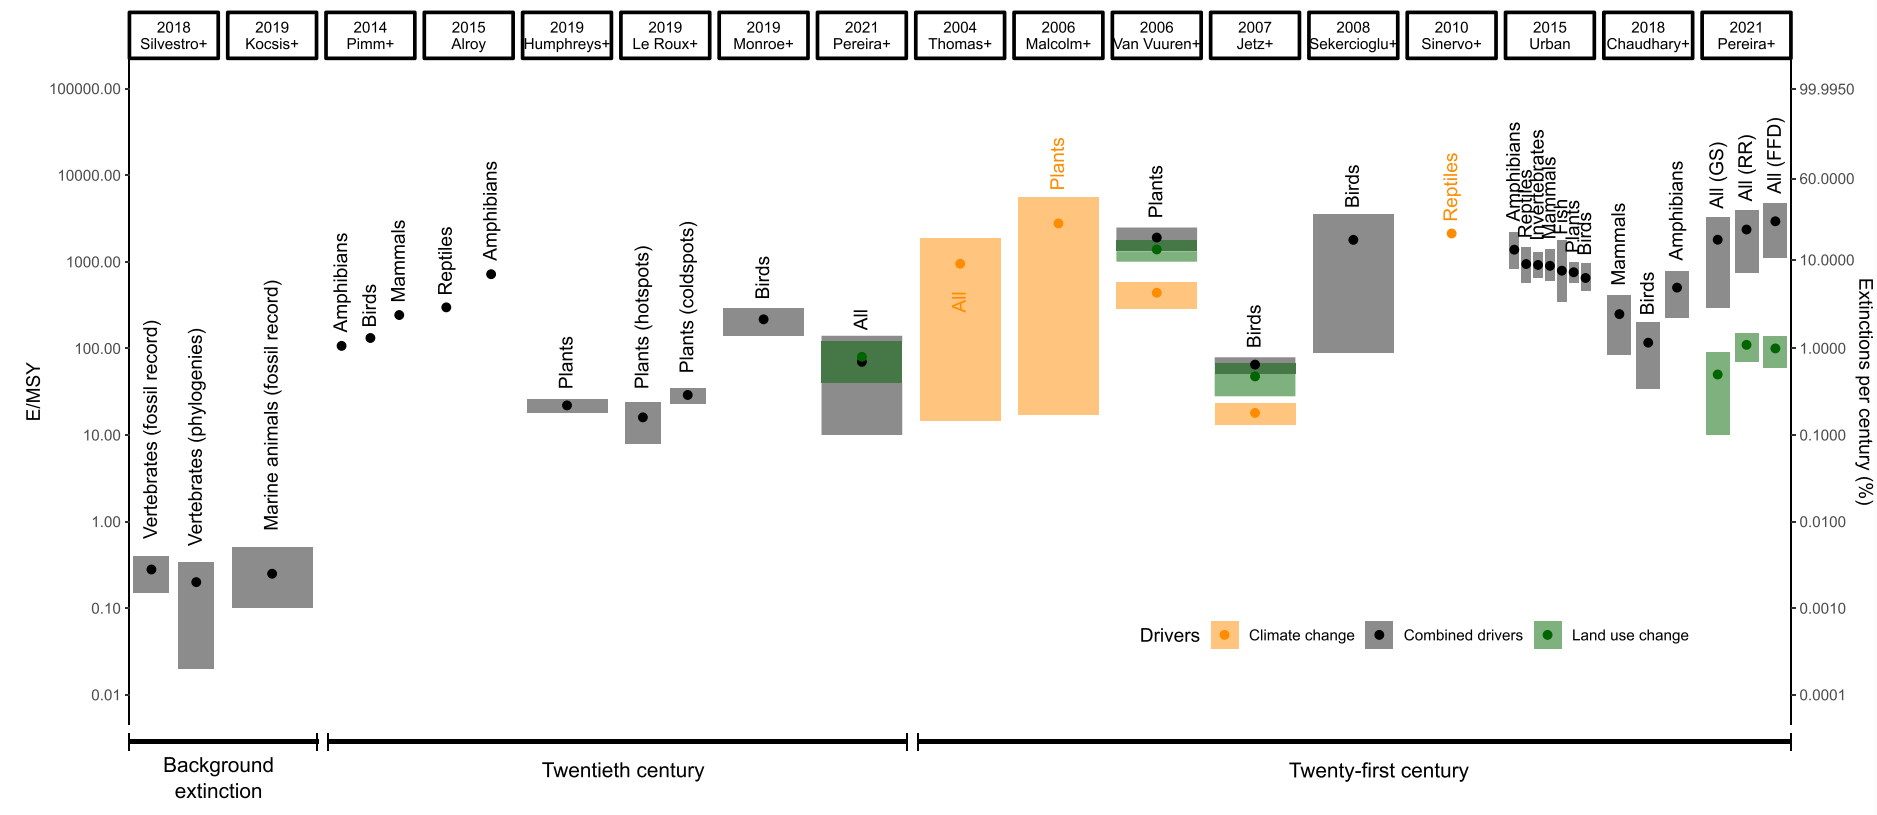 2018
Silvestro+
2019
Kocsis+
2014
Pimm+
2015
Alroy
2019
Humphreys+
2019
Le Roux+
2019
Monroe+
2021
Pereira+
2004
Thomas+
2006
Malcolm+
2006
Van Vuuren+
2007
Jetz+
2008
Sekercioglu+
2010
Sinervo+
2015
Urban
2018
Chaudhary+
2021
Pereira+
E/MSY
100000.00
10000.00
1000.00
100.00
10.00
1.00
0.10
0.01
Vertebrates (fossil record)
Vertebrates (phylogenies)
Marine animals (fossil record)
Amphibians
Birds
Mammals
Reptiles
Amphibians
Plants
Plants (hotspots)
Plants (coldspots)
Birds
All
All
Plants
Plants
Birds
Birds
Reptiles
Amphibians
Reptiles
Invertebrates
Mammals
Fish
Plants
Birds
Mammals
Birds
Amphibians
All (GS)
All (RR)
All (FFD)
99.9950
60.0000
10.0000
1.0000
0.1000
0.0100
0.0010
0.0001
Extinctions per century (%)
Drivers
Climate change
Combined drivers
Land use change
Background
extinction
Twentieth century
Twenty-first century